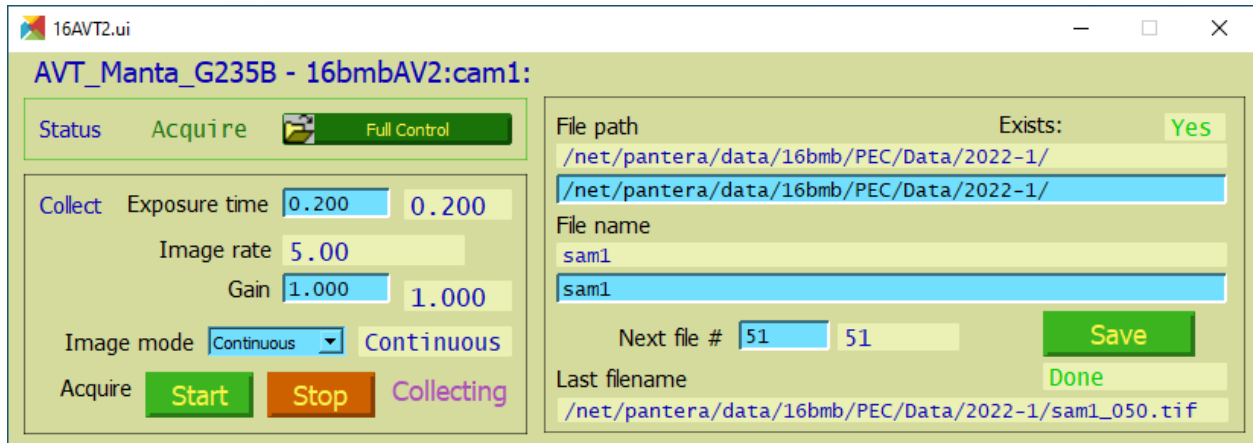 16AVT2.ui
AVT_Manta_G235B - 16bmbAV2:cam1:
Status Acquire Full Control
Collect Exposure time 0.200 0.200
Image rate 5.00
Gain 1.000 1.000
Image mode Continuous Continuous
Acquire Start Stop Collecting
File path Exists: Yes
/net/pantera/data/16bmb/PEC/Data/2022-1/
/net/pantera/data/16bmb/PEC/Data/2022-1/
File name
sam1
sam1
Next file # 51 51 Save
Last filename Done
/net/pantera/data/16bmb/PEC/Data/2022-1/sam1_050.tif